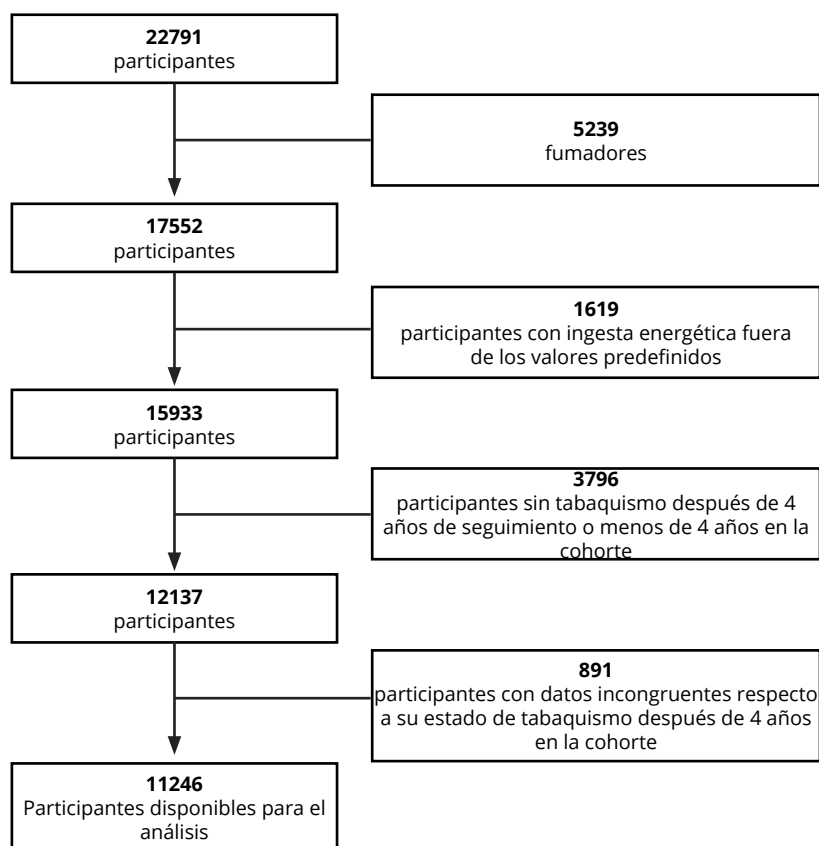 22791
participantes
5239
fumadores
17552
participantes
1619
participantes con ingesta energética fuera
de los valores predefinidos
15933
participantes
3796
participantes sin tabaquismo después de 4
años de seguimiento o menos de 4 años en la
cohorte
12137
participantes
891
participantes con datos incongruentes respecto
a su estado de tabaquismo después de 4 años
en la cohorte
11246
Participantes disponibles para el
análisis